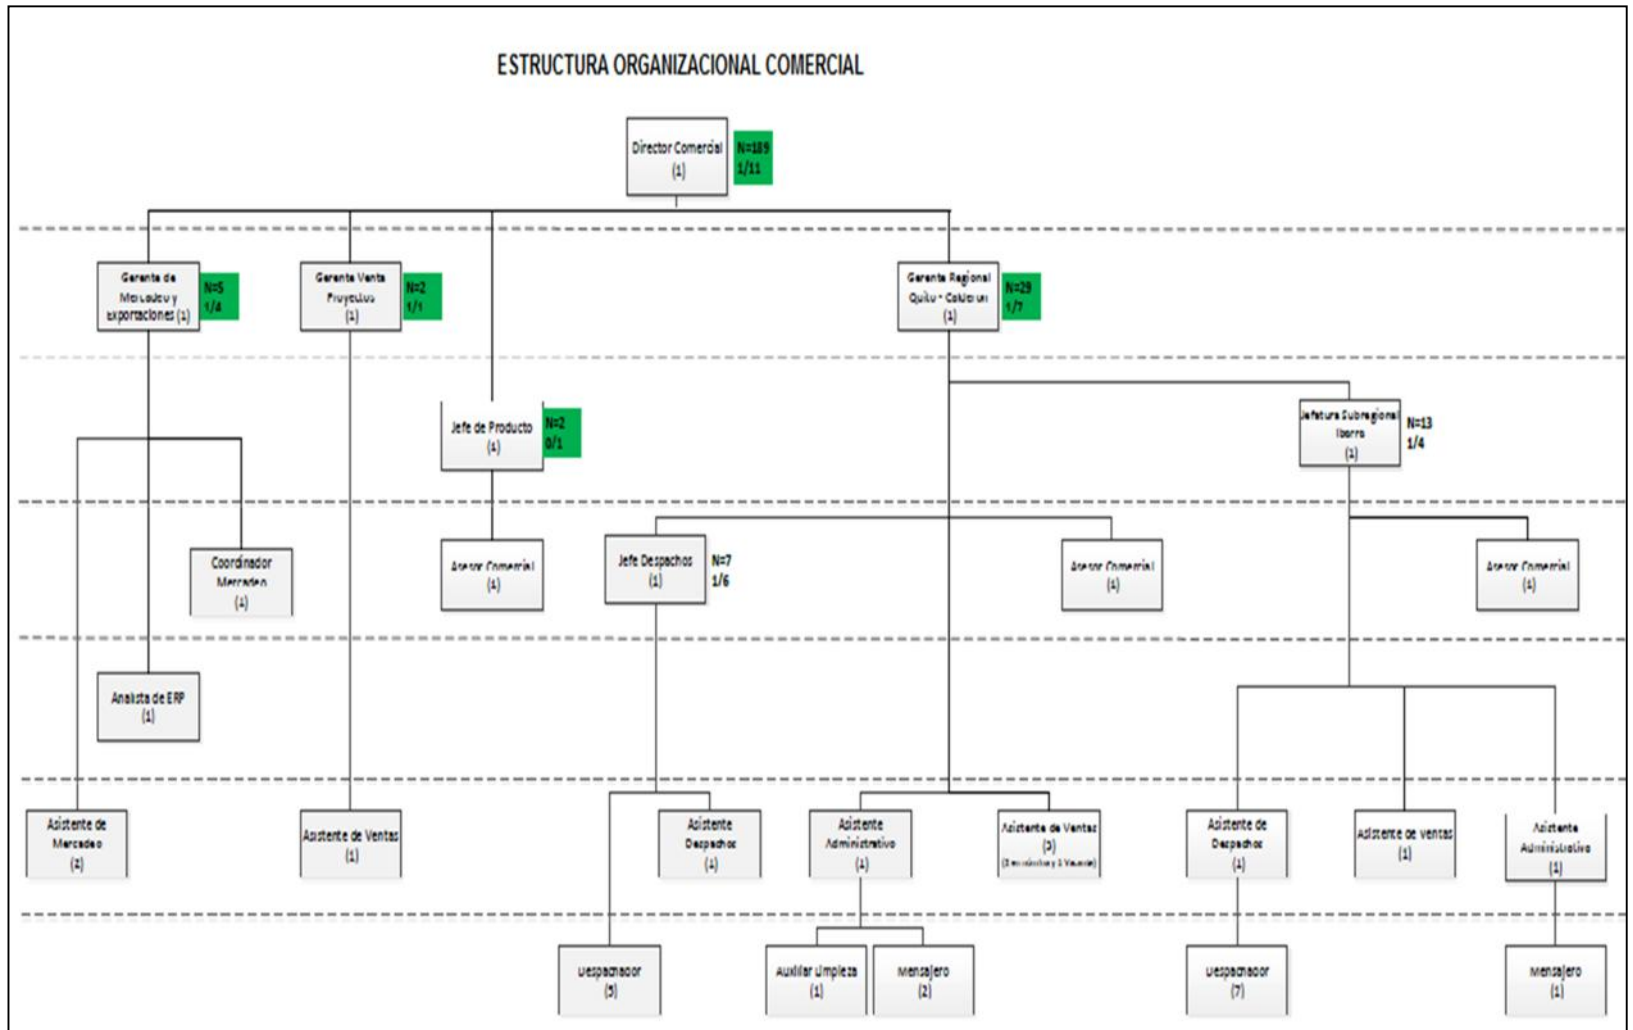 ESTRUCTURA ORGANIZACIONAL COMERCIAL
Director Comercial
(1)
N=189
1/11
Gerente de
Mercadeo y
Exportaciones (1)
N=5
1/4
Gerente Venta
Proyectos
(1)
N=2
1/1
Gerente Regional
Quito - Calderon
(1)
N=29
1/7
Jefe de Producto
(1)
N=2
0/1
Jefatura Subregional
Ibarra
(1)
N=13
1/4
Coordinador
Mercadeo
(1)
Asesor Comercial
(1)
Jefe Despachos
(1)
N=7
1/6
Asesor Comercial
(1)
Asesor Comercial
(1)
Analista de ERP
(1)
Asistente de
Mercadeo
(2)
Asistente de Ventas
(1)
Asistente
Despachos
(1)
Asistente
Administrativo
(1)
Asistente de Ventas
(3)
Asistente de
Despachos
(1)
Asistente de Ventas
(1)
Asistente
Administrativo
(1)
Despachador
(5)
Auxiliar Limpieza
(1)
Mensajero
(2)
Despachador
(7)
Mensajero
(1)